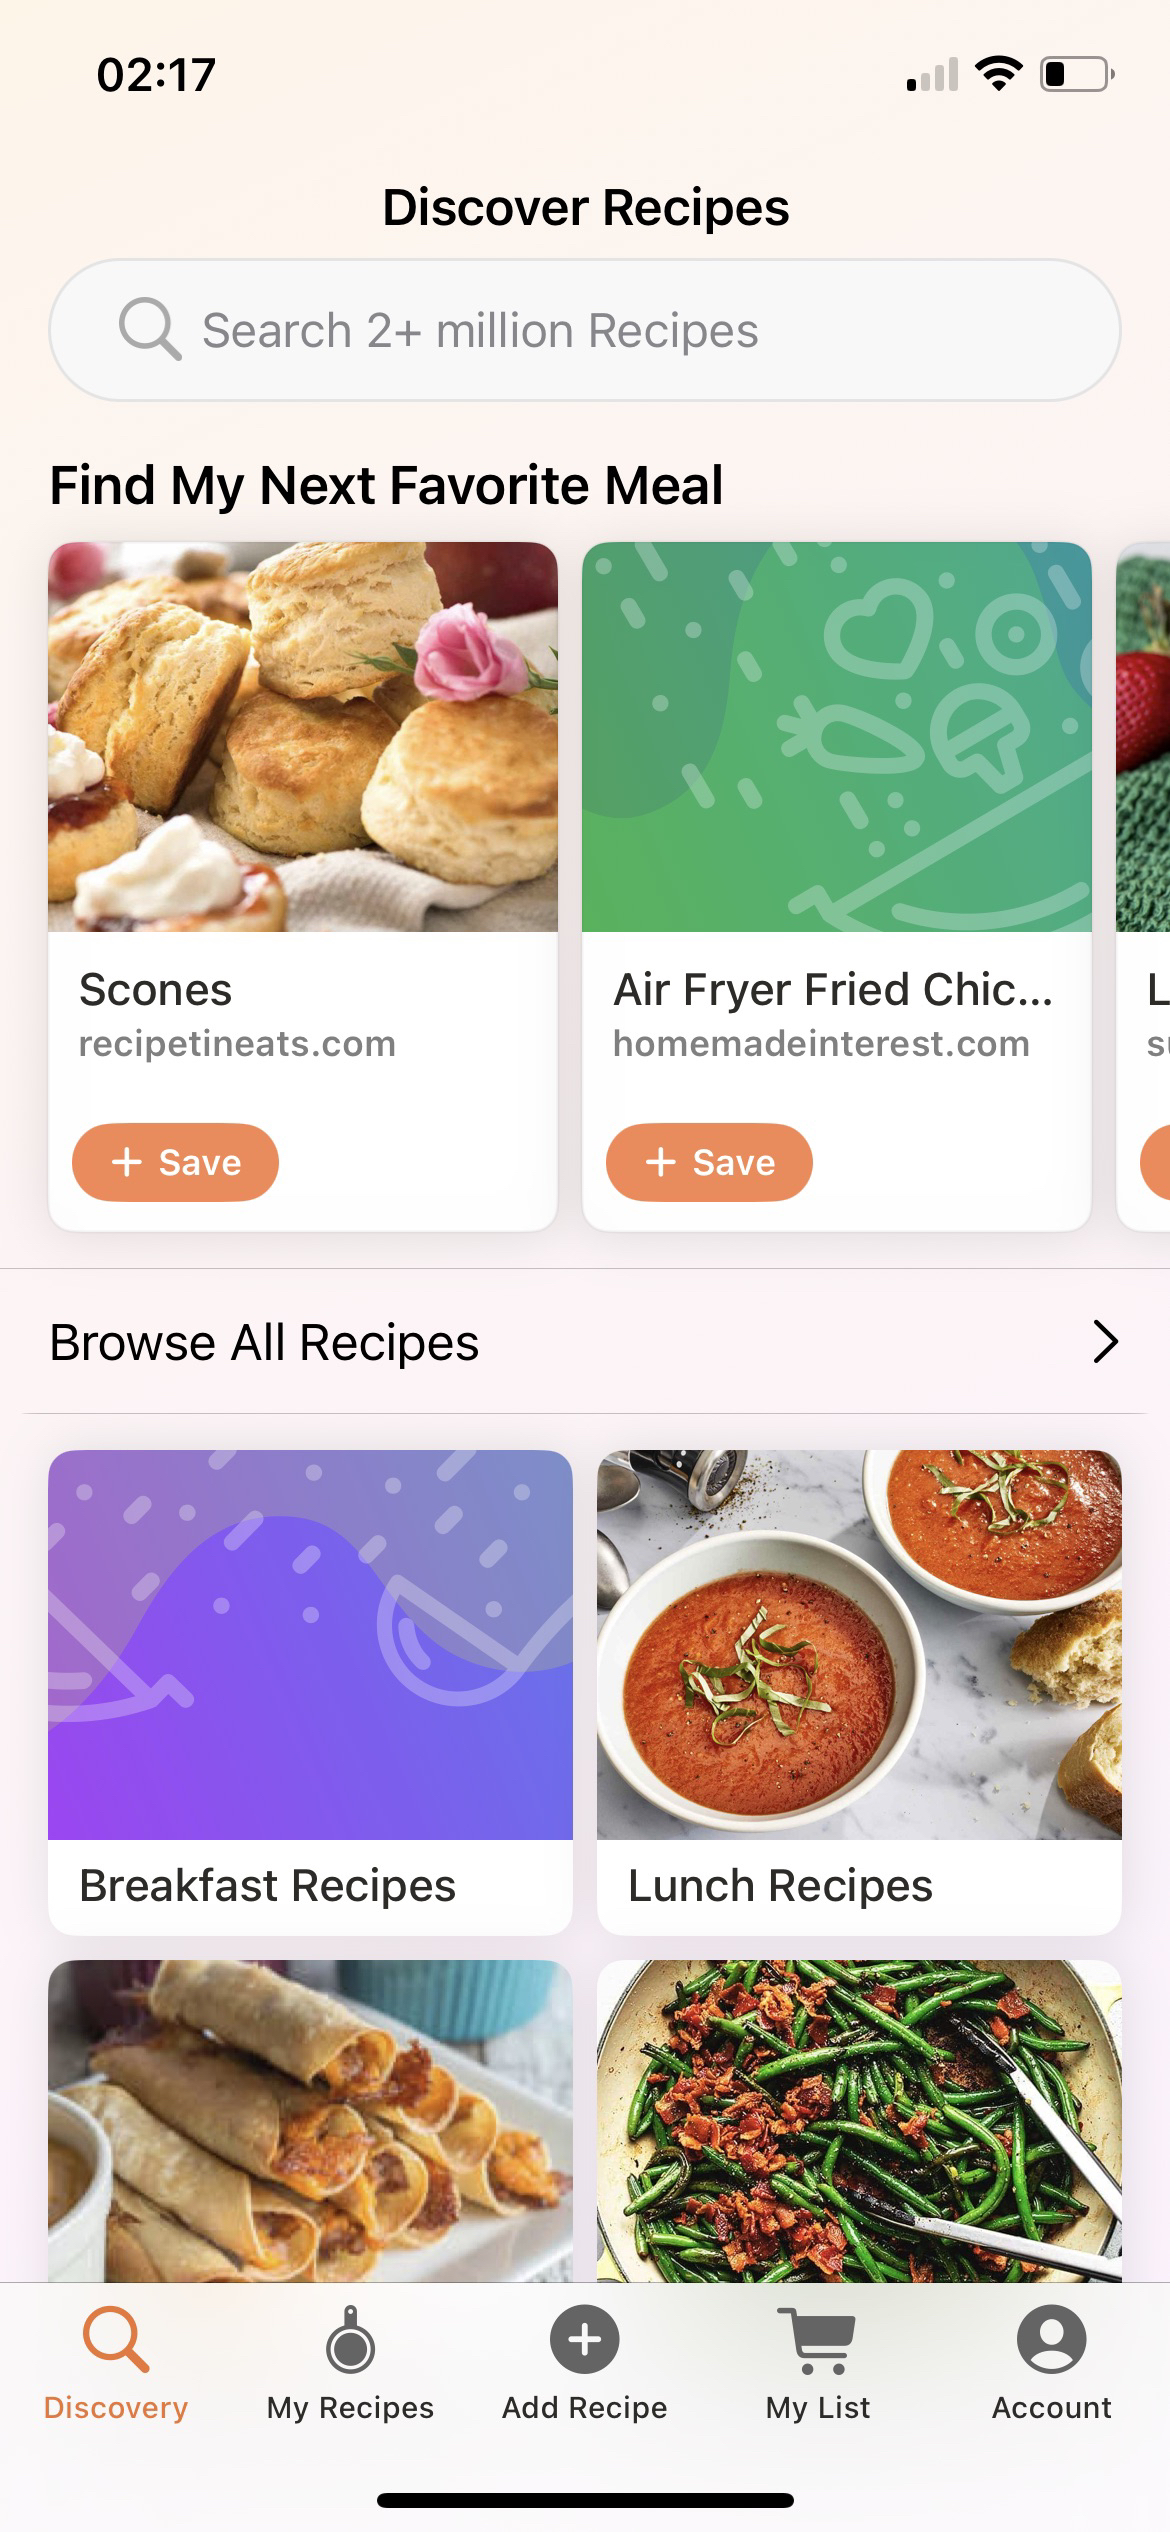 02:17
Discover Recipes
Search 2+ million Recipes
Find My Next Favorite Meal
Scones
recipetineats.com
+ Save
Air Fryer Fried Chic...
homemadeinterest.com
+ Save
Browse All Recipes
Breakfast Recipes
Lunch Recipes
Discovery
My Recipes
Add Recipe
My List
Account